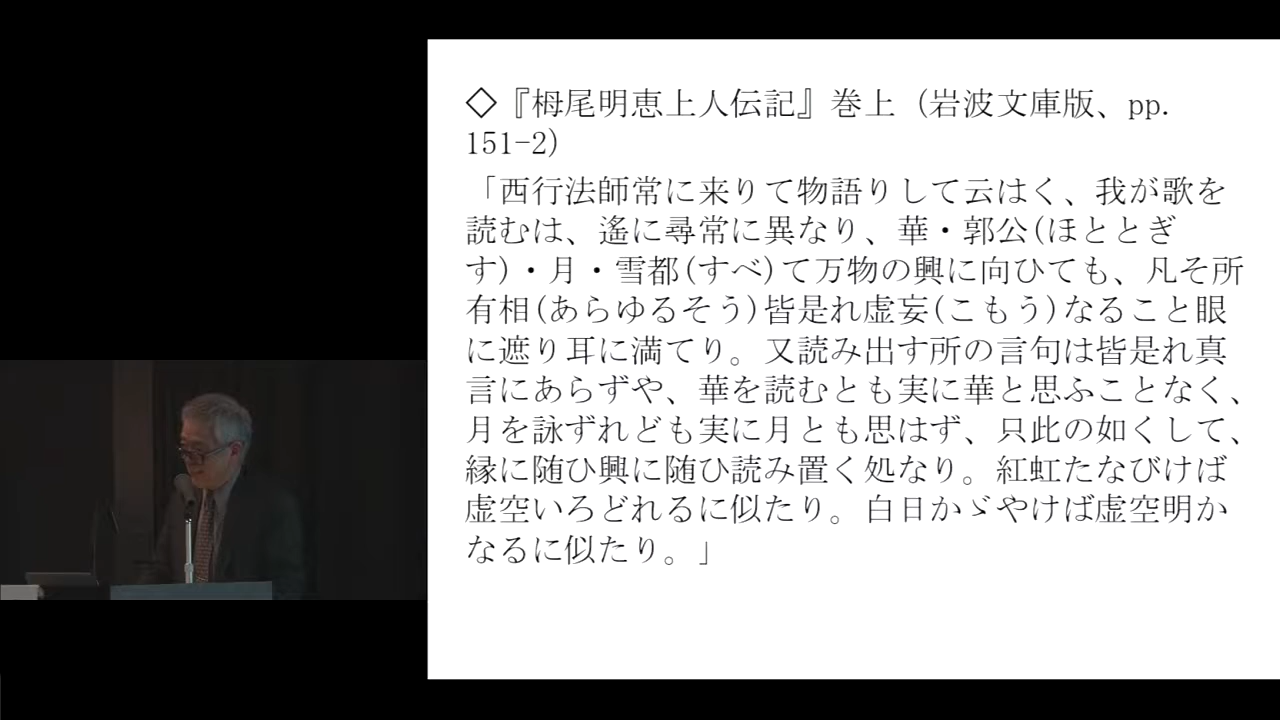 ◇『栂尾明恵上人伝記』巻上（岩波文庫版、pp.
151−2）
「西行法師常に来りて物語りして云はく、我が歌を
読むは、遙に尋常に異なり、華・郭公(ほととぎ
す)・月・雪都(すべ)て万物の興に向ひても、凡そ所
有相(あらゆるそう)皆是れ虚妄(こもう)なること眼
に遮り耳に満てり。又読み出す所の言句は皆是れ真
言にあらずや、華を読むとも実に華と思ふことなく、
月を詠ずれども実に月とも思はず、只此の如くして、
縁に随ひ興に随ひ読み置く処なり。紅虹たなびけば
虚空いろどれるに似たり。白日かゞやけば虚空明か
なるに似たり。」